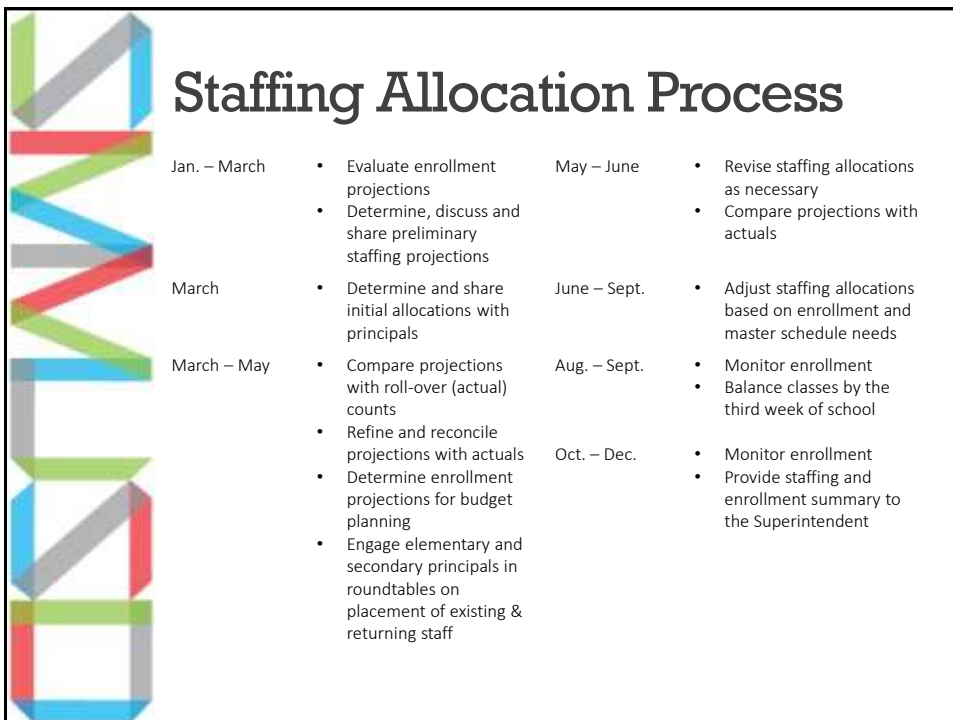 Staffing Allocation Process
Jan. – March
• Evaluate enrollment
projections
• Determine, discuss and
share preliminary
staffing projections
March
• Determine and share
initial allocations with
principals
March – May
• Compare projections
with roll-over (actual)
counts
• Refine and reconcile
projections with actuals
• Determine enrollment
projections for budget
planning
• Engage elementary and
secondary principals in
roundtables on
placement of existing &
returning staff
May – June
• Revise staffing allocations
as necessary
• Compare projections with
actuals
June – Sept.
• Adjust staffing allocations
based on enrollment and
master schedule needs
Aug. – Sept.
• Monitor enrollment
• Balance classes by the
third week of school
Oct. – Dec.
• Monitor enrollment
• Provide staffing and
enrollment summary to
the Superintendent